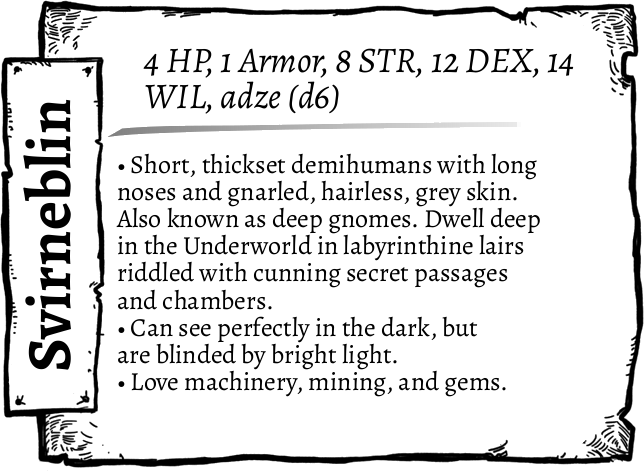 Svirneblin
4 HP, 1 Armor, 8 STR, 12 DEX, 14
WIL, adze (d6)
• Short, thickset demihumans with long
noses and gnarled, hairless, grey skin.
Also known as deep gnomes. Dwell deep
in the Underworld in labyrinthine lairs
riddled with cunning secret passages
and chambers.
• Can see perfectly in the dark, but
are blinded by bright light.
• Love machinery, mining, and gems.